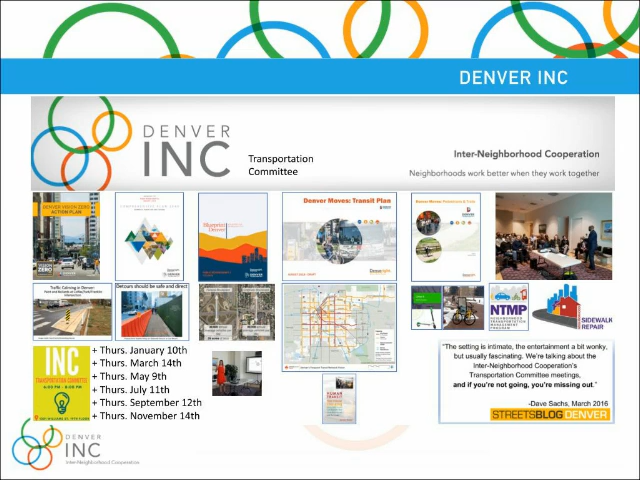 DENVER INC
DENVER
INC
Transportation
Committee
Inter-Neighborhood Cooperation
Neighborhoods work better when they work together
DENVER VISION ZERO
ACTION PLAN
Blueprint
Denver
Denver Moves: Transit Plan
Traffic Calming in Denver:
Detours should be safe and direct
NTMP
SIDEWALK
REPAIR
INC
TRANSPORTATION COMMITTEE
+ Thurs. January 10th
+ Thurs. March 14th
+ Thurs. May 9th
+ Thurs. July 11th
+ Thurs. September 12th
+ Thurs. November 14th
HUMAN
TRANSIT
"The setting is intimate, the entertainment a bit wonky,
but usually fascinating. We're talking about the
Inter-Neighborhood Cooperation's
Transportation Committee meetings,
and if you're not going, you're missing out."
-Dave Sachs, March 2016
STREETSBLOG DENVER
DENVER
INC
Inter-Neighborhood Cooperation